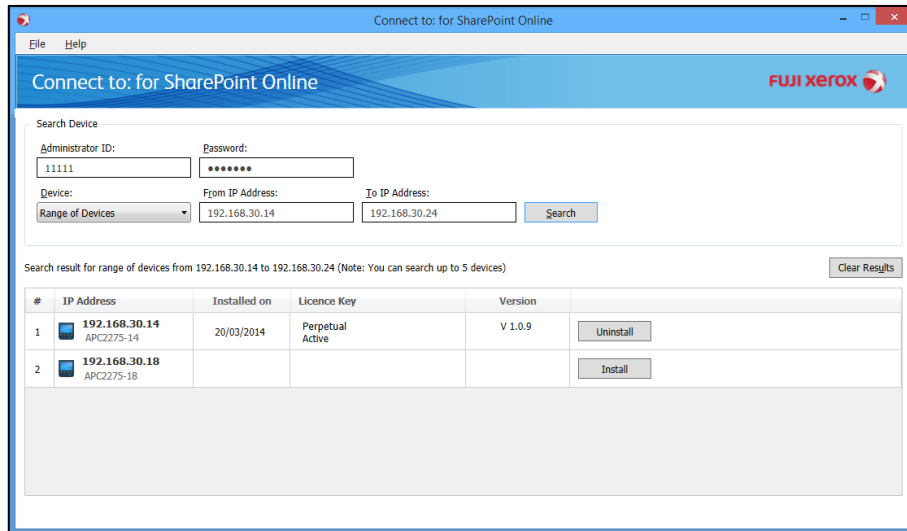 Connect to: for SharePoint Online
File Help
Connect to: for SharePoint Online
FUJI XEROX
Search Device
Administrator ID: Password:
11111 •••••••
Device: From IP Address: To IP Address:
Range of Devices 192.168.30.14 192.168.30.24 Search
Search result for range of devices from 192.168.30.14 to 192.168.30.24 (Note: You can search up to 5 devices) Clear Results
# IP Address Installed on Licence Key Version
1 192.168.30.14 20/03/2014 Perpetual V 1.0.9 Uninstall
APC2275-14 Active
2 192.168.30.18 Install
APC2275-18